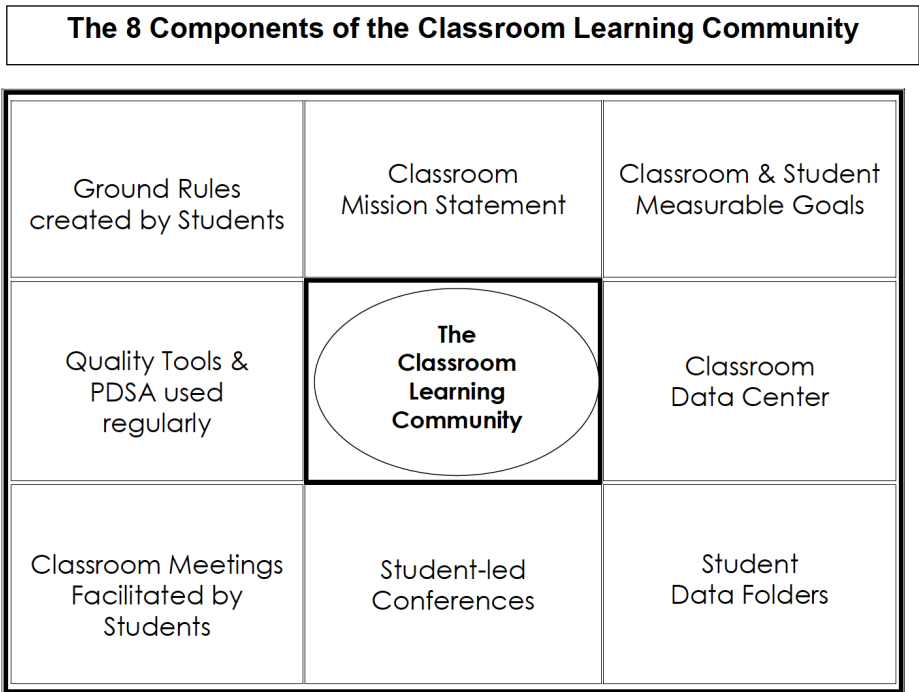 The 8 Components of the Classroom Learning Community
Ground Rules
created by Students
Classroom
Mission Statement
Classroom & Student
Measurable Goals
Quality Tools &
PDSA used
regularly
The
Classroom
Learning
Community
Classroom
Data Center
Classroom Meetings
Facilitated by
Students
Student-led
Conferences
Student
Data Folders